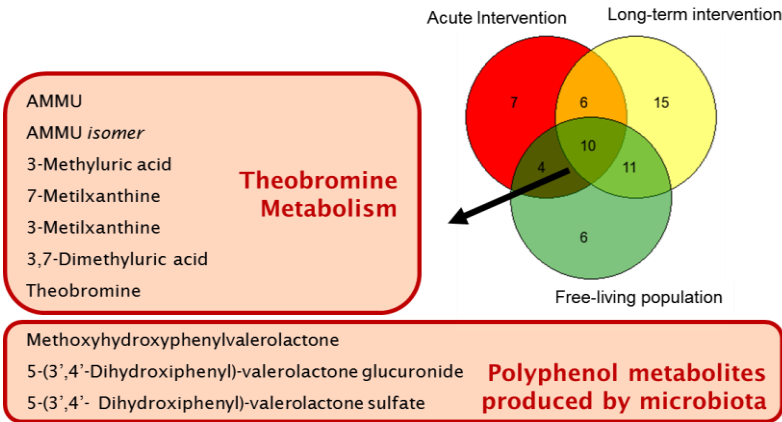 Acute Intervention
Long-term intervention
7
6
15
10
4
11
6
Free-living population
AMMU
AMMU isomer
3-Methyluric acid
7-Metilxanthine
3-Metilxanthine
3,7-Dimethyluric acid
Theobromine
Theobromine
Metabolism
Methoxyhydroxyphenylvalerolactone
5-(3’,4’-Dihydroxiphenyl)-valerolactone glucuronide
5-(3’,4’- Dihydroxiphenyl)-valerolactone sulfate
Polyphenol metabolites
produced by microbiota